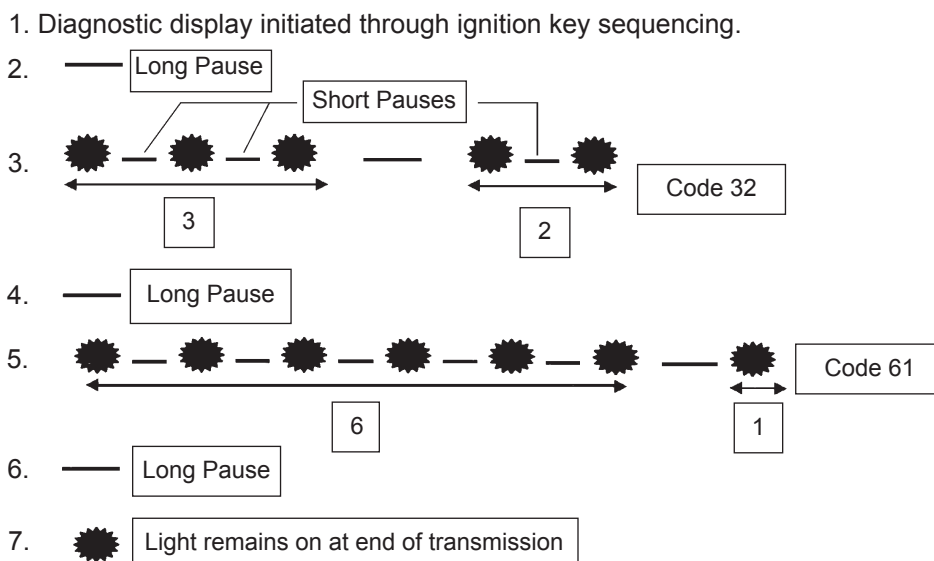 1. Diagnostic display initiated through ignition key sequencing.
2. Long Pause
Short Pauses
3. Code 32
3 2
4. Long Pause
5. Code 61
6 1
6. Long Pause
7. Light remains on at end of transmission